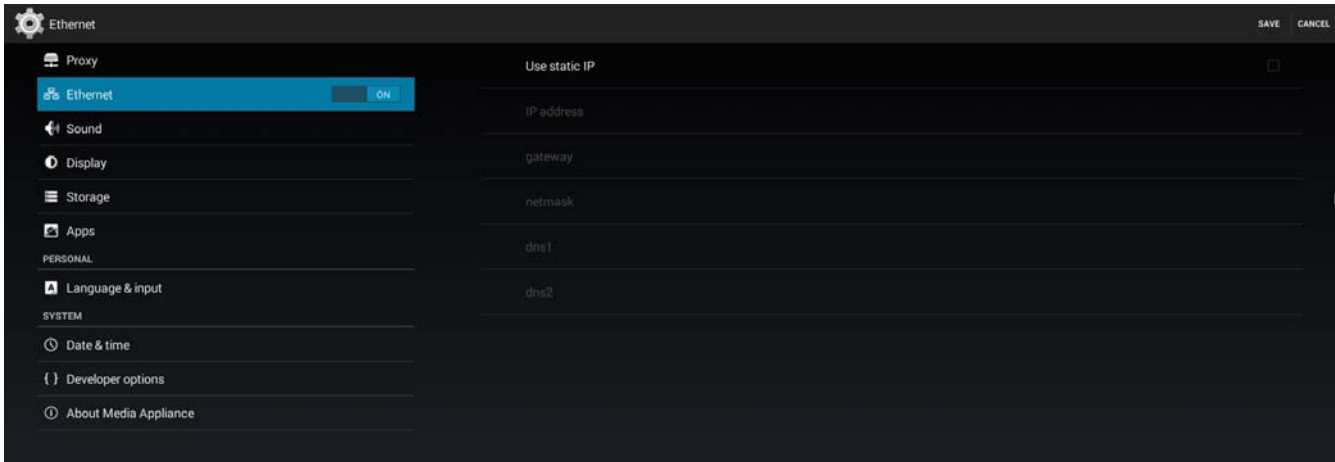 Ethernet
SAVE
CANCEL
Proxy
Ethernet
ON
Sound
Display
Storage
Apps
PERSONAL
Language & input
SYSTEM
Date & time
{ } Developer options
About Media Appliance
Use static IP
IP address
gateway
netmask
dns1
dns2